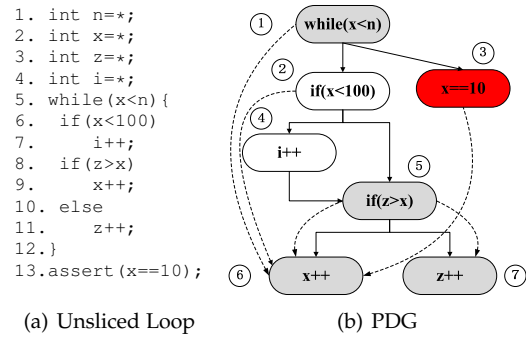 1. int n=*;
2. int x=*;
3. int z=*;
4. int i=*;
5. while(x<n){
6. if(x<100)
7. i++;
8. if(z>x)
9. x++;
10. else
11. z++;
12.}
13.assert(x==10);
(a) Unsliced Loop
1
while(x<n)
3
2
if(x<100)
x==10
4
i++
5
if(z>x)
6
x++
z++
7
(b) PDG